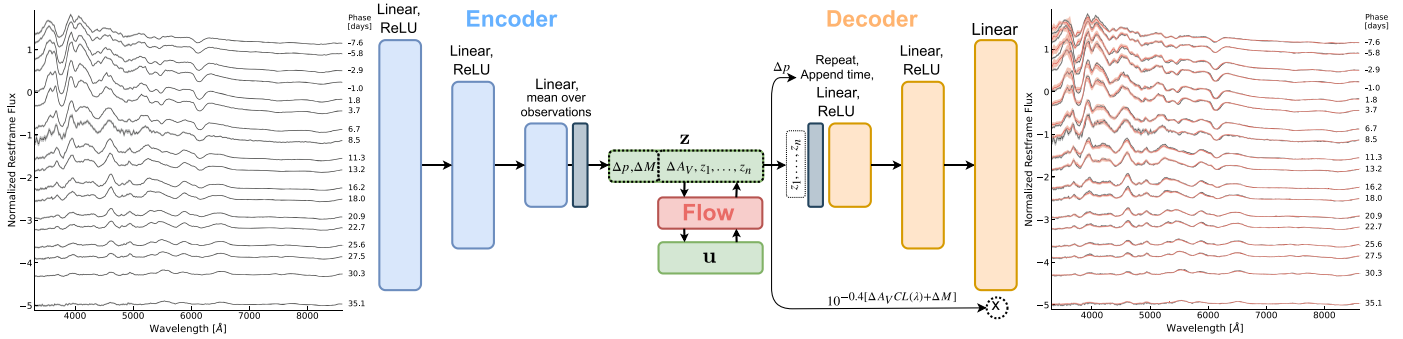 Phase
[days]
-7.6
-5.8
-2.9
-1.0
1.8
3.7
6.7
8.5
11.3
13.2
16.2
18.0
20.9
22.7
25.6
27.5
30.3
35.1
1
0
−1
−2
−3
−4
−5
Normalized Restframe Flux
4000
5000
6000
7000
8000
Wavelength [Å]
Encoder
Linear,
ReLU
Linear,
ReLU
Linear,
mean over
observations
z
Δp,ΔM
ΔA_V, z_1, . . . , z_n
Flow
u
Decoder
Δp
Repeat,
Append time,
Linear,
ReLU
z_1, . . . , z_n
Linear,
ReLU
Linear
10^{−0.4[ΔA_V CL(λ)+ΔM]}
X
Phase
[days]
-7.6
-5.8
-2.9
-1.0
1.8
3.7
6.7
8.5
11.3
13.2
16.2
18.0
20.9
22.7
25.6
27.5
30.3
35.1
1
0
−1
−2
−3
−4
−5
Normalized Restframe Flux
4000
5000
6000
7000
8000
Wavelength [Å]